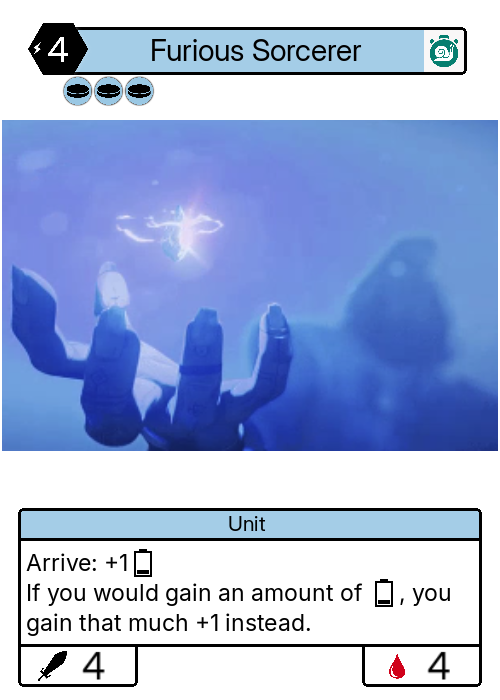 4 Furious Sorcerer
Unit
Arrive: +1
If you would gain an amount of , you
gain that much +1 instead.
4 4